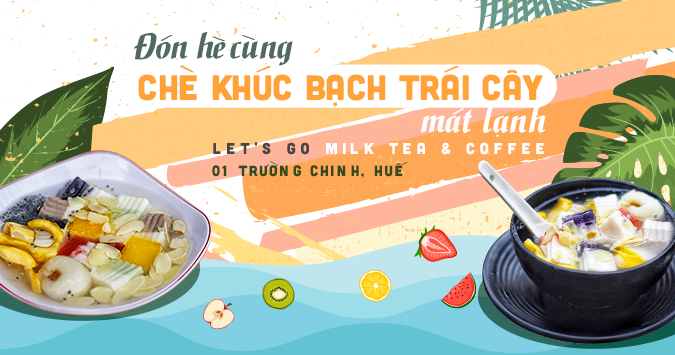 Đón hè cùng
CHÈ KHÚC BẠCH TRÁI CÂY
mát lạnh
LET'S GO MILK TEA & COFFEE
01 TRƯỜNG CHINH, HUẾ